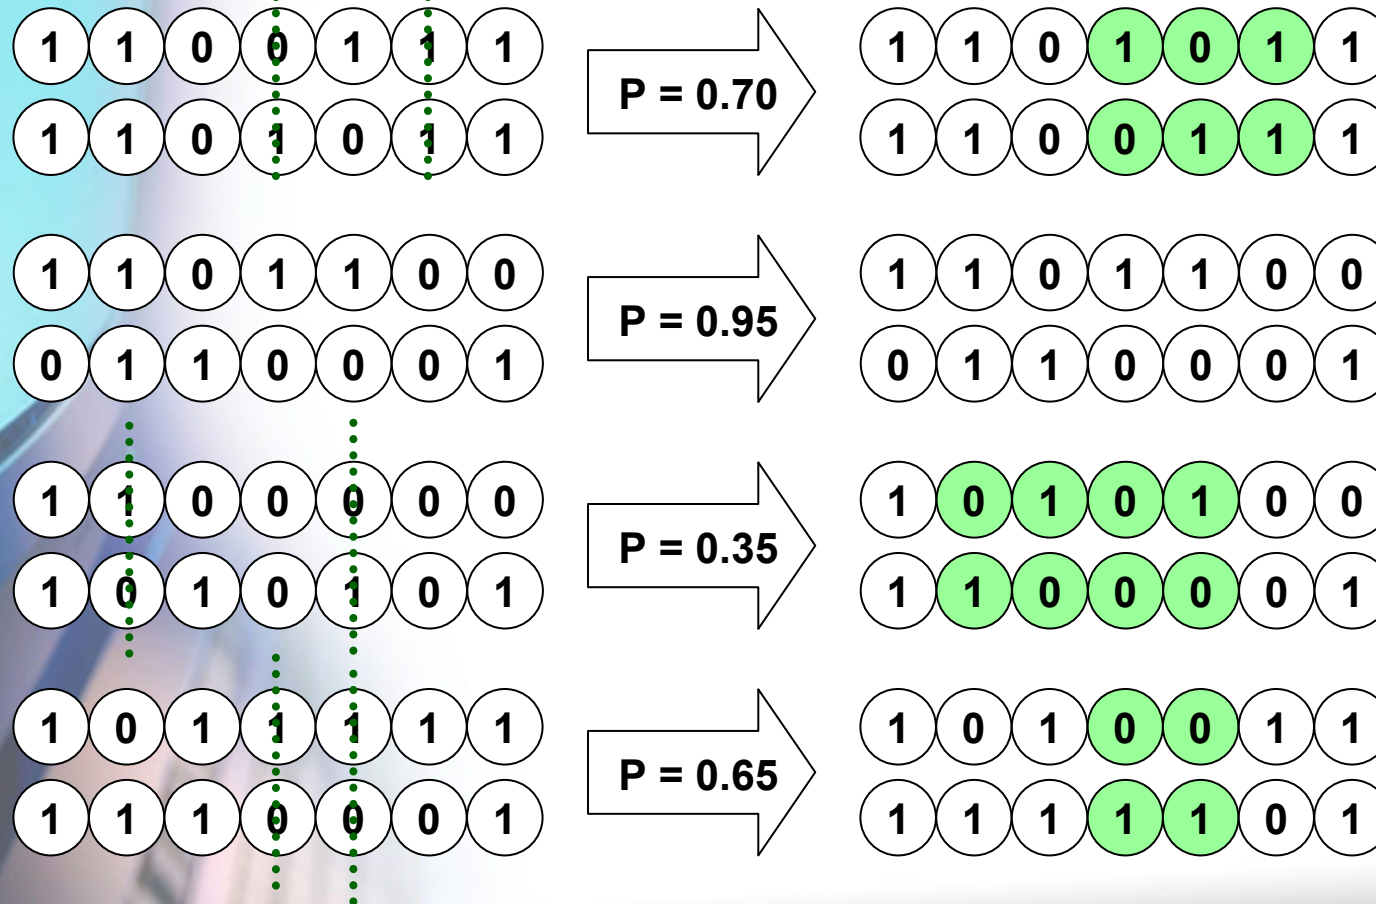 1 1 0 0 1 1 1 1 1 0 1 0 1 1
P = 0.70
1 1 0 1 0 1 1 1 1 0 0 1 1 1
1 1 0 1 1 0 0 1 1 0 1 1 0 0
P = 0.95
0 1 1 0 0 0 1 0 1 1 0 0 0 1
1 1 0 0 0 0 0 1 0 1 0 1 0 0
P = 0.35
1 0 1 0 1 0 1 1 1 0 0 0 0 1
1 0 1 1 1 1 1 1 0 1 0 0 1 1
P = 0.65
1 1 1 0 0 0 1 1 1 1 1 1 0 1